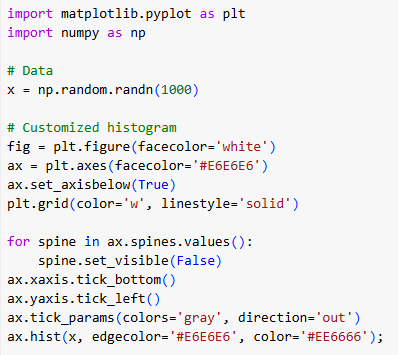 import matplotlib.pyplot as plt
import numpy as np
# Data
x = np.random.randn(1000)
# Customized histogram
fig = plt.figure(facecolor='white')
ax = plt.axes(facecolor='#E6E6E6')
ax.set_axisbelow(True)
plt.grid(color='w', linestyle='solid')
for spine in ax.spines.values():
    spine.set_visible(False)
ax.xaxis.tick_bottom()
ax.yaxis.tick_left()
ax.tick_params(colors='gray', direction='out')
ax.hist(x, edgecolor='#E6E6E6', color='#EE6666');